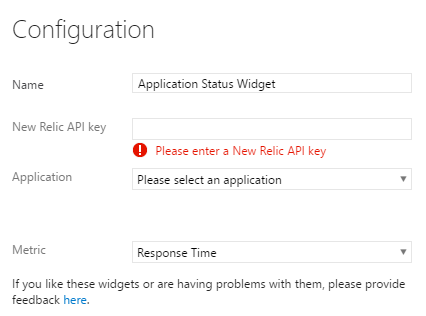 Configuration
Name
Application Status Widget
New Relic API key
Please enter a New Relic API key
Application
Please select an application
Metric
Response Time
If you like these widgets or are having problems with them, please provide
feedback here.